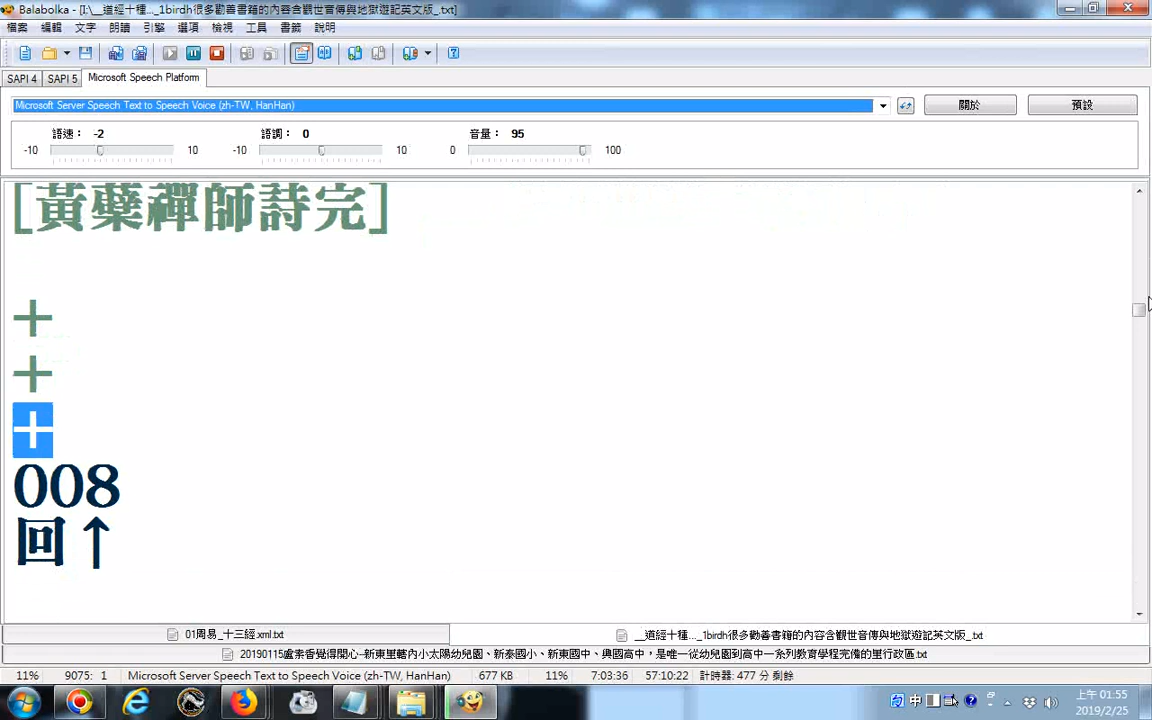 Balabolka - [I:\__道經十種..._1birdh很多勸善書籍的內容含觀世音傳與地獄遊記英文版_.txt]
檔案 編輯 文字 朗讀 引擎 選項 檢視 工具 書籤 說明
SAPI 4 SAPI 5 Microsoft Speech Platform
Microsoft Server Speech Text to Speech Voice (zh-TW, HanHan)
關於 預設
語速： -2 語調： 0 音量： 95
-10 10 -10 10 0 100
[黃蘗禪師詩完]
+
+
+
008
回↑
01周易_十三經.xml.txt
__道經十種..._1birdh很多勸善書籍的內容含觀世音傳與地獄遊記英文版_.txt
20190115盧素香覺得開心--新東里轄內小太陽幼兒園、新泰國小、新東國中、興國高中，是唯一從幼兒園到高中一系列教育學程完備的里行政區.txt
11% 9075: 1 Microsoft Server Speech Text to Speech Voice (zh-TW, HanHan) 677 KB 11% 7:03:36 57:10:22 計時器: 477 分 剩餘
中
上午 01:55
2019/2/25